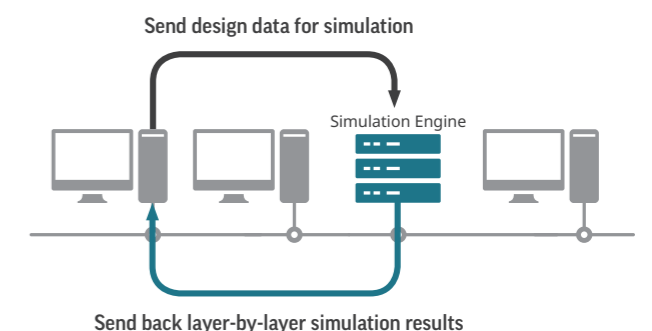 Send design data for simulation
Simulation Engine
Send back layer-by-layer simulation results